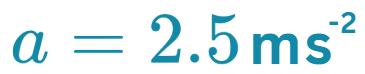 a = 2.5 ms⁻²